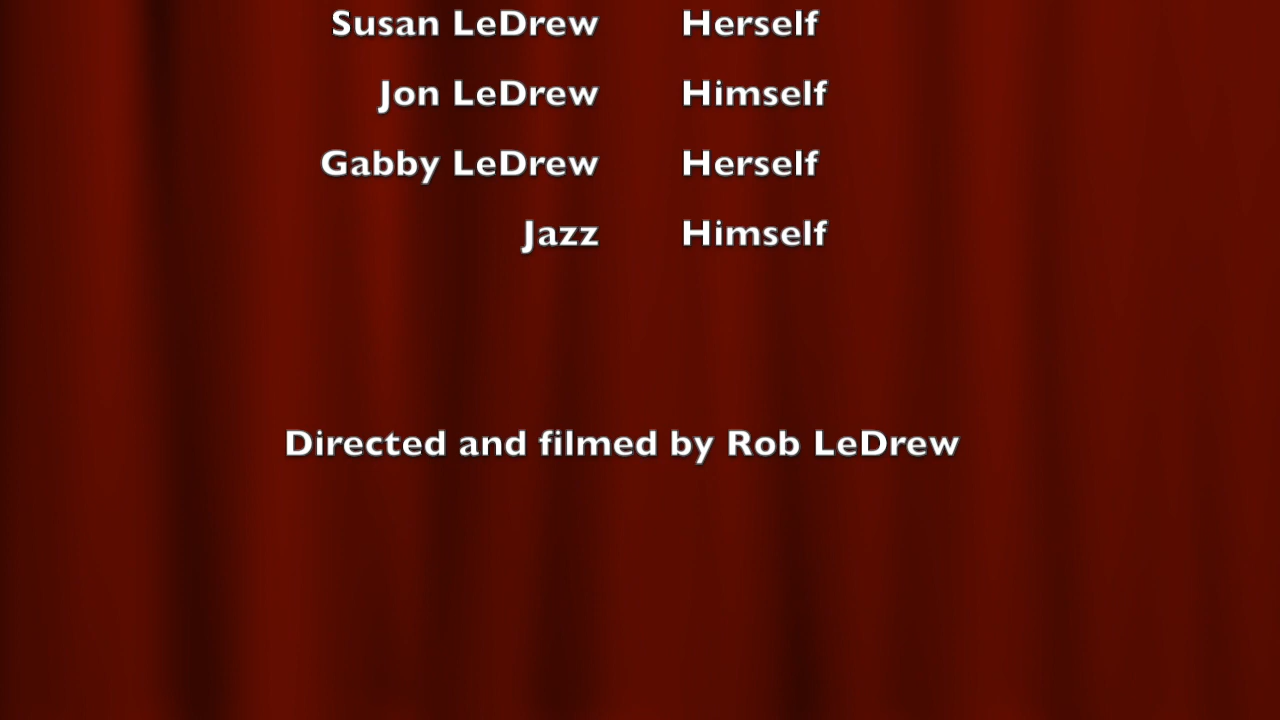 Susan LeDrew Herself
Jon LeDrew Himself
Gabby LeDrew Herself
Jazz Himself
Directed and filmed by Rob LeDrew